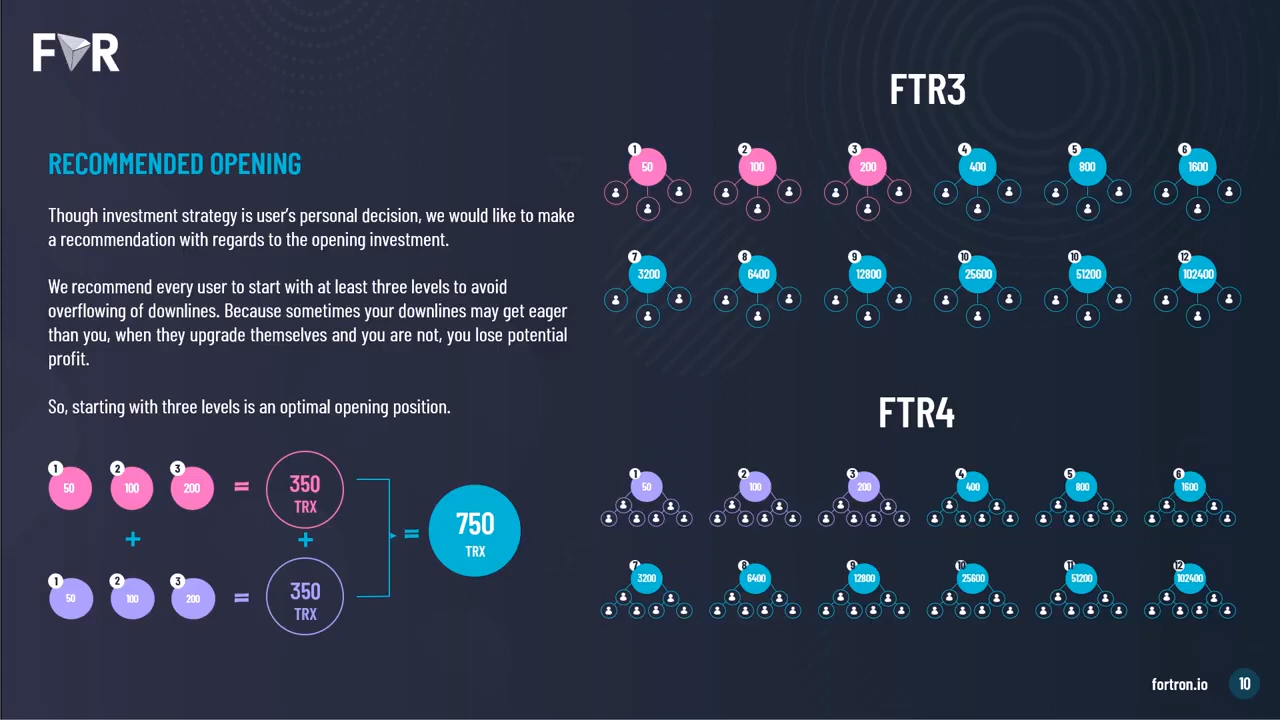 FTR
RECOMMENDED OPENING
Though investment strategy is user's personal decision, we would like to make
a recommendation with regards to the opening investment.
We recommend every user to start with at least three levels to avoid
overflowing of downlines. Because sometimes your downlines may get eager
than you, when they upgrade themselves and you are not, you lose potential
profit.
So, starting with three levels is an optimal opening position.
1 2 3
50 100 200 = 350
TRX
+ +
= 750
TRX
1 2 3
50 100 200 = 350
TRX
FTR3
1 2 3 4 5 6
50 100 200 400 800 1600
7 8 9 10 10 12
3200 6400 12800 25600 51200 102400
FTR4
1 2 3 4 5 6
50 100 200 400 800 1600
7 8 9 10 11 12
3200 6400 12800 25600 51200 102400
fortron.io 10